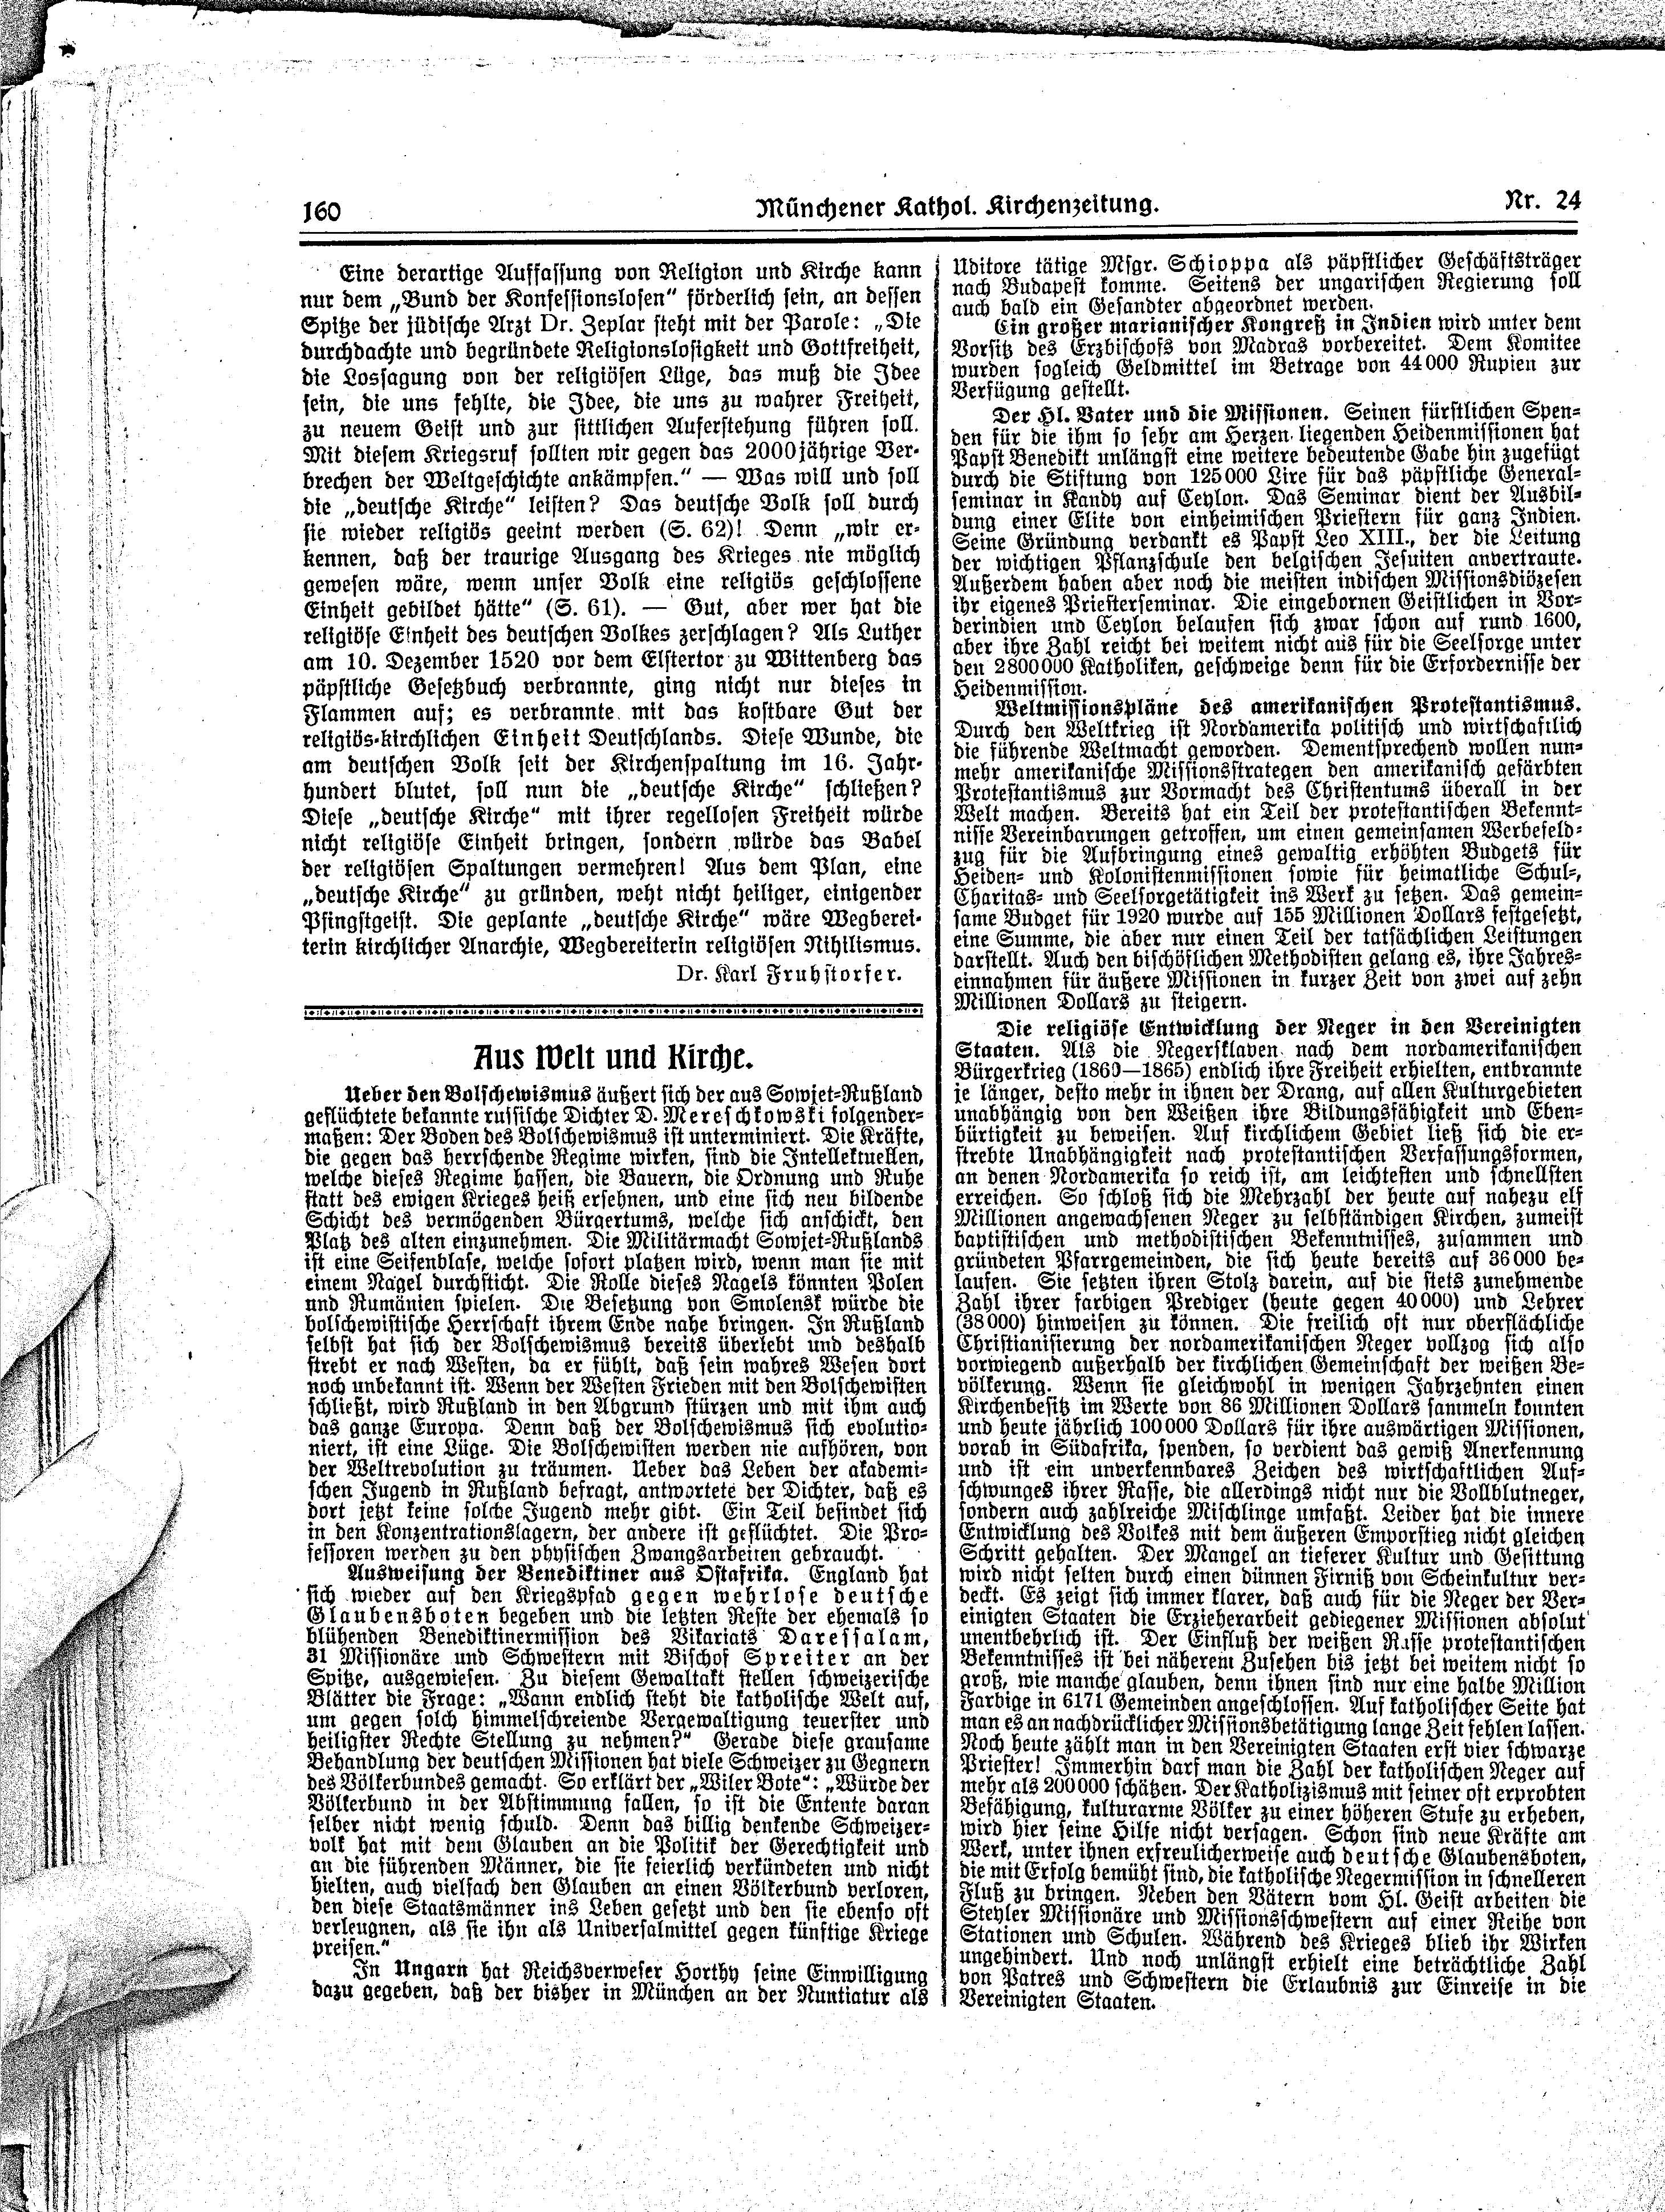 160
Münchener Kathol. Kirchenzeitung.
Nr. 24
Eine derartige Auffassung von Religion und Kirche kann
nur dem „Bund der Konfessionslosen“ förderlich sein, an dessen
Spitze der jüdische Arzt Dr. Zeplar steht mit der Parole: „Die
durchdachte und begründete Religionslosigkeit und Gottfreiheit,
die Lossagung von der religiösen Lüge, das muß die Idee
sein, die uns fehlte, die Idee, die uns zu wahrer Freiheit,
zu neuem Geist und zur sittlichen Auferstehung führen soll.
Mit diesem Kriegsruf sollten wir gegen das 2000jährige Ver-
brechen der Weltgeschichte ankämpfen.“ — Was will und soll
die „deutsche Kirche“ leisten? Das deutsche Volk soll durch
sie wieder religiös geeint werden (S. 62)! Denn „wir er-
kennen, daß der traurige Ausgang des Krieges nie möglich
gewesen wäre, wenn unser Volk eine religiös geschlossene
Einheit gebildet hätte“ (S. 61). — Gut, aber wer hat die
religiöse Einheit des deutschen Volkes zerschlagen? Als Luther
am 10. Dezember 1520 vor dem Elstertor zu Wittenberg das
päpstliche Gesetzbuch verbrannte, ging nicht nur dieses in
Flammen auf; es verbrannte mit das kostbare Gut der
religiös-kirchlichen Einheit Deutschlands. Diese Wunde, die
am deutschen Volk seit der Kirchenspaltung im 16. Jahr-
hundert blutet, soll nun die „deutsche Kirche“ schließen?
Diese „deutsche Kirche“ mit ihrer regellosen Freiheit würde
nicht religiöse Einheit bringen, sondern würde das Babel
der religiösen Spaltungen vermehren! Aus dem Plan, eine
„deutsche Kirche“ zu gründen, weht nicht heiliger, einigender
Pfingstgeist. Die geplante „deutsche Kirche“ wäre Wegberei-
terin kirchlicher Anarchie, Wegbereiterin religiösen Nihilismus.
Dr. Karl Fruhstorfer.
Aus Welt und Kirche.
Ueber den Bolschewismus äußert sich der aus Sowjet-Rußland
geflüchtete bekannte russische Dichter D. Mereschkowski folgender-
maßen: Der Boden des Bolschewismus ist unterminiert. Die Kräfte,
die gegen das herrschende Regime wirken, sind die Intellektuellen,
welche dieses Regime hassen, die Bauern, die Ordnung und Ruhe
statt des ewigen Krieges heiß ersehnen, und eine sich neu bildende
Schicht des vermögenden Bürgertums, welche sich anschickt, den
Platz des alten einzunehmen. Die Militärmacht Sowjet-Rußlands
ist eine Seifenblase, welche sofort platzen wird, wenn man sie mit
einem Nagel durchsticht. Die Rolle dieses Nagels könnten Polen
und Rumänien spielen. Die Besetzung von Smolensk würde die
bolschewistische Herrschaft ihrem Ende nahe bringen. In Rußland
selbst hat sich der Bolschewismus bereits überlebt und deshalb
strebt er nach Westen, da er fühlt, daß sein wahres Wesen dort
noch unbekannt ist. Wenn der Westen Frieden mit den Bolschewisten
schließt, wird Rußland in den Abgrund stürzen und mit ihm auch
das ganze Europa. Denn daß der Bolschewismus sich evolutio-
niert, ist eine Lüge. Die Bolschewisten werden nie aufhören, von
der Weltrevolution zu träumen. Ueber das Leben der akademi-
schen Jugend in Rußland befragt, antwortete der Dichter, daß es
dort jetzt keine solche Jugend mehr gibt. Ein Teil befindet sich
in den Konzentrationslagern, der andere ist geflüchtet. Die Pro-
fessoren werden zu den physischen Zwangsarbeiten gebraucht.
Ausweisung der Benediktiner aus Ostafrika. England hat
sich wieder auf den Kriegspfad gegen wehrlose deutsche
Glaubensboten begeben und die letzten Reste der ehemals so
blühenden Benediktinermission des Vikariats Daressalam,
31 Missionäre und Schwestern mit Bischof Spreiter an der
Spitze, ausgewiesen. Zu diesem Gewaltakt stellen schweizerische
Blätter die Frage: „Wann endlich steht die katholische Welt auf,
um gegen solch himmelschreiende Vergewaltigung teuerster und
heiligster Rechte Stellung zu nehmen?“ Gerade diese grausame
Behandlung der deutschen Missionen hat viele Schweizer zu Gegnern
des Völkerbundes gemacht. So erklärt der „Wiler Bote“: „Würde der
Völkerbund in der Abstimmung fallen, so ist die Entente daran
selber nicht wenig schuld. Denn das billig denkende Schweizer-
volk hat mit dem Glauben an die Politik der Gerechtigkeit und
an die führenden Männer, die sie feierlich verkündeten und nicht
hielten, auch vielfach den Glauben an einen Völkerbund verloren,
den diese Staatsmänner ins Leben gesetzt und den sie ebenso oft
verleugnen, als sie ihn als Universalmittel gegen künftige Kriege
preisen.“
In Ungarn hat Reichsverweser Horthy seine Einwilligung
dazu gegeben, daß der bisher in München an der Nuntiatur als
Uditore tätige Msgr. Schioppa als päpstlicher Geschäftsträger
nach Budapest komme. Seitens der ungarischen Regierung soll
auch bald ein Gesandter abgeordnet werden.
Ein großer marianischer Kongreß in Indien wird unter dem
Vorsitz des Erzbischofs von Madras vorbereitet. Dem Komitee
wurden sogleich Geldmittel im Betrage von 44000 Rupien zur
Verfügung gestellt.
Der Hl. Vater und die Missionen. Seinen fürstlichen Spen-
den für die ihm so sehr am Herzen liegenden Heidenmissionen hat
Papst Benedikt unlängst eine weitere bedeutende Gabe hinzugefügt
durch die Stiftung von 125000 Lire für das päpstliche General-
seminar in Kandy auf Ceylon. Das Seminar dient der Ausbil-
dung einer Elite von einheimischen Priestern für ganz Indien.
Seine Gründung verdankt es Papst Leo XIII., der die Leitung
der wichtigen Pflanzschule den belgischen Jesuiten anvertraute.
Außerdem haben aber noch die meisten indischen Missionsdiözesen
ihr eigenes Priesterseminar. Die eingebornen Geistlichen in Vor-
derindien und Ceylon belaufen sich zwar schon auf rund 1600,
aber ihre Zahl reicht bei weitem nicht aus für die Seelsorge unter
den 2800000 Katholiken, geschweige denn für die Erfordernisse der
Heidenmission.
Weltmissionspläne des amerikanischen Protestantismus.
Durch den Weltkrieg ist Nordamerika politisch und wirtschaftlich
die führende Weltmacht geworden. Dementsprechend wollen nun-
mehr amerikanische Missionsstrategen den amerikanisch gefärbten
Protestantismus zur Vormacht des Christentums überall in der
Welt machen. Bereits hat ein Teil der protestantischen Bekennt-
nisse Vereinbarungen getroffen, um einen gemeinsamen Werbefeld-
zug für die Aufbringung eines gewaltig erhöhten Budgets für
Heiden- und Kolonistenmissionen sowie für heimatliche Schul-,
Charitas- und Seelsorgetätigkeit ins Werk zu setzen. Das gemein-
same Budget für 1920 wurde auf 155 Millionen Dollars festgesetzt,
eine Summe, die aber nur einen Teil der tatsächlichen Leistungen
darstellt. Auch den bischöflichen Methodisten gelang es, ihre Jahres-
einnahmen für äußere Missionen in kurzer Zeit von zwei auf zehn
Millionen Dollars zu steigern.
Die religiöse Entwicklung der Neger in den Vereinigten
Staaten. Als die Negersklaven nach dem nordamerikanischen
Bürgerkrieg (1860—1865) endlich ihre Freiheit erhielten, entbrannte
je länger, desto mehr in ihnen der Drang, auf allen Kulturgebieten
unabhängig von den Weißen ihre Bildungsfähigkeit und Eben-
bürtigkeit zu beweisen. Auf kirchlichem Gebiet ließ sich die er-
strebte Unabhängigkeit nach protestantischen Verfassungsformen,
an denen Nordamerika so reich ist, am leichtesten und schnellsten
erreichen. So schloß sich die Mehrzahl der heute auf nahezu elf
Millionen angewachsenen Neger zu selbständigen Kirchen, zumeist
baptistischen und methodistischen Bekenntnisses, zusammen und
gründeten Pfarrgemeinden, die sich heute bereits auf 36000 be-
laufen. Sie setzten ihren Stolz darein, auf die stets zunehmende
Zahl ihrer farbigen Prediger (heute gegen 40000) und Lehrer
(38000) hinweisen zu können. Die freilich oft nur oberflächliche
Christianisierung der nordamerikanischen Neger vollzog sich also
vorwiegend außerhalb der kirchlichen Gemeinschaft der weißen Be-
völkerung. Wenn sie gleichwohl in wenigen Jahrzehnten einen
Kirchenbesitz im Werte von 86 Millionen Dollars sammeln konnten
und heute jährlich 100000 Dollars für ihre auswärtigen Missionen,
vorab in Südafrika, spenden, so verdient das gewiß Anerkennung
und ist ein unverkennbares Zeichen des wirtschaftlichen Auf-
schwunges ihrer Rasse, die allerdings nicht nur die Vollblutneger,
sondern auch zahlreiche Mischlinge umfaßt. Leider hat die innere
Entwicklung des Volkes mit dem äußeren Emporstieg nicht gleichen
Schritt gehalten. Der Mangel an tieferer Kultur und Gesittung
wird nicht selten durch einen dünnen Firniß von Scheinkultur ver-
deckt. Es zeigt sich immer klarer, daß auch für die Neger der Ver-
einigten Staaten die Erzieherarbeit gediegener Missionen absolut
unentbehrlich ist. Der Einfluß der weißen Rasse protestantischen
Bekenntnisses ist bei näherem Zusehen bis jetzt bei weitem nicht so
groß, wie manche glauben, denn ihnen sind nur eine halbe Million
Farbige in 6171 Gemeinden angeschlossen. Auf katholischer Seite hat
man es an nachdrücklicher Missionsbetätigung lange Zeit fehlen lassen.
Noch heute zählt man in den Vereinigten Staaten erst vier schwarze
Priester! Immerhin darf man die Zahl der katholischen Neger auf
mehr als 200000 schätzen. Der Katholizismus mit seiner oft erprobten
Befähigung, kulturarme Völker zu einer höheren Stufe zu erheben,
wird hier seine Hilfe nicht versagen. Schon sind neue Kräfte am
Werk, unter ihnen erfreulicherweise auch deutsche Glaubensboten,
die mit Erfolg bemüht sind, die katholische Negermission in schnelleren
Fluß zu bringen. Neben den Vätern vom Hl. Geist arbeiten die
Steyler Missionäre und Missionsschwestern auf einer Reihe von
Stationen und Schulen. Während des Krieges blieb ihr Wirken
ungehindert. Und noch unlängst erhielt eine beträchtliche Zahl
von Patres und Schwestern die Erlaubnis zur Einreise in die
Vereinigten Staaten.